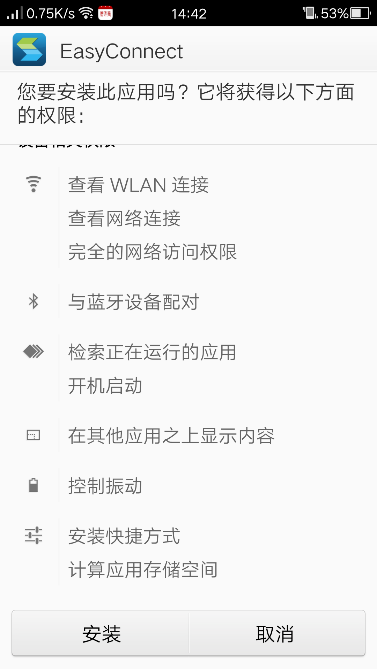 0.75K/s 14:42 53%
EasyConnect
您要安装此应用吗？它将获得以下方面
的权限：
查看 WLAN 连接
查看网络连接
完全的网络访问权限
与蓝牙设备配对
检索正在运行的应用
开机启动
在其他应用之上显示内容
控制振动
安装快捷方式
计算应用存储空间
安装 取消